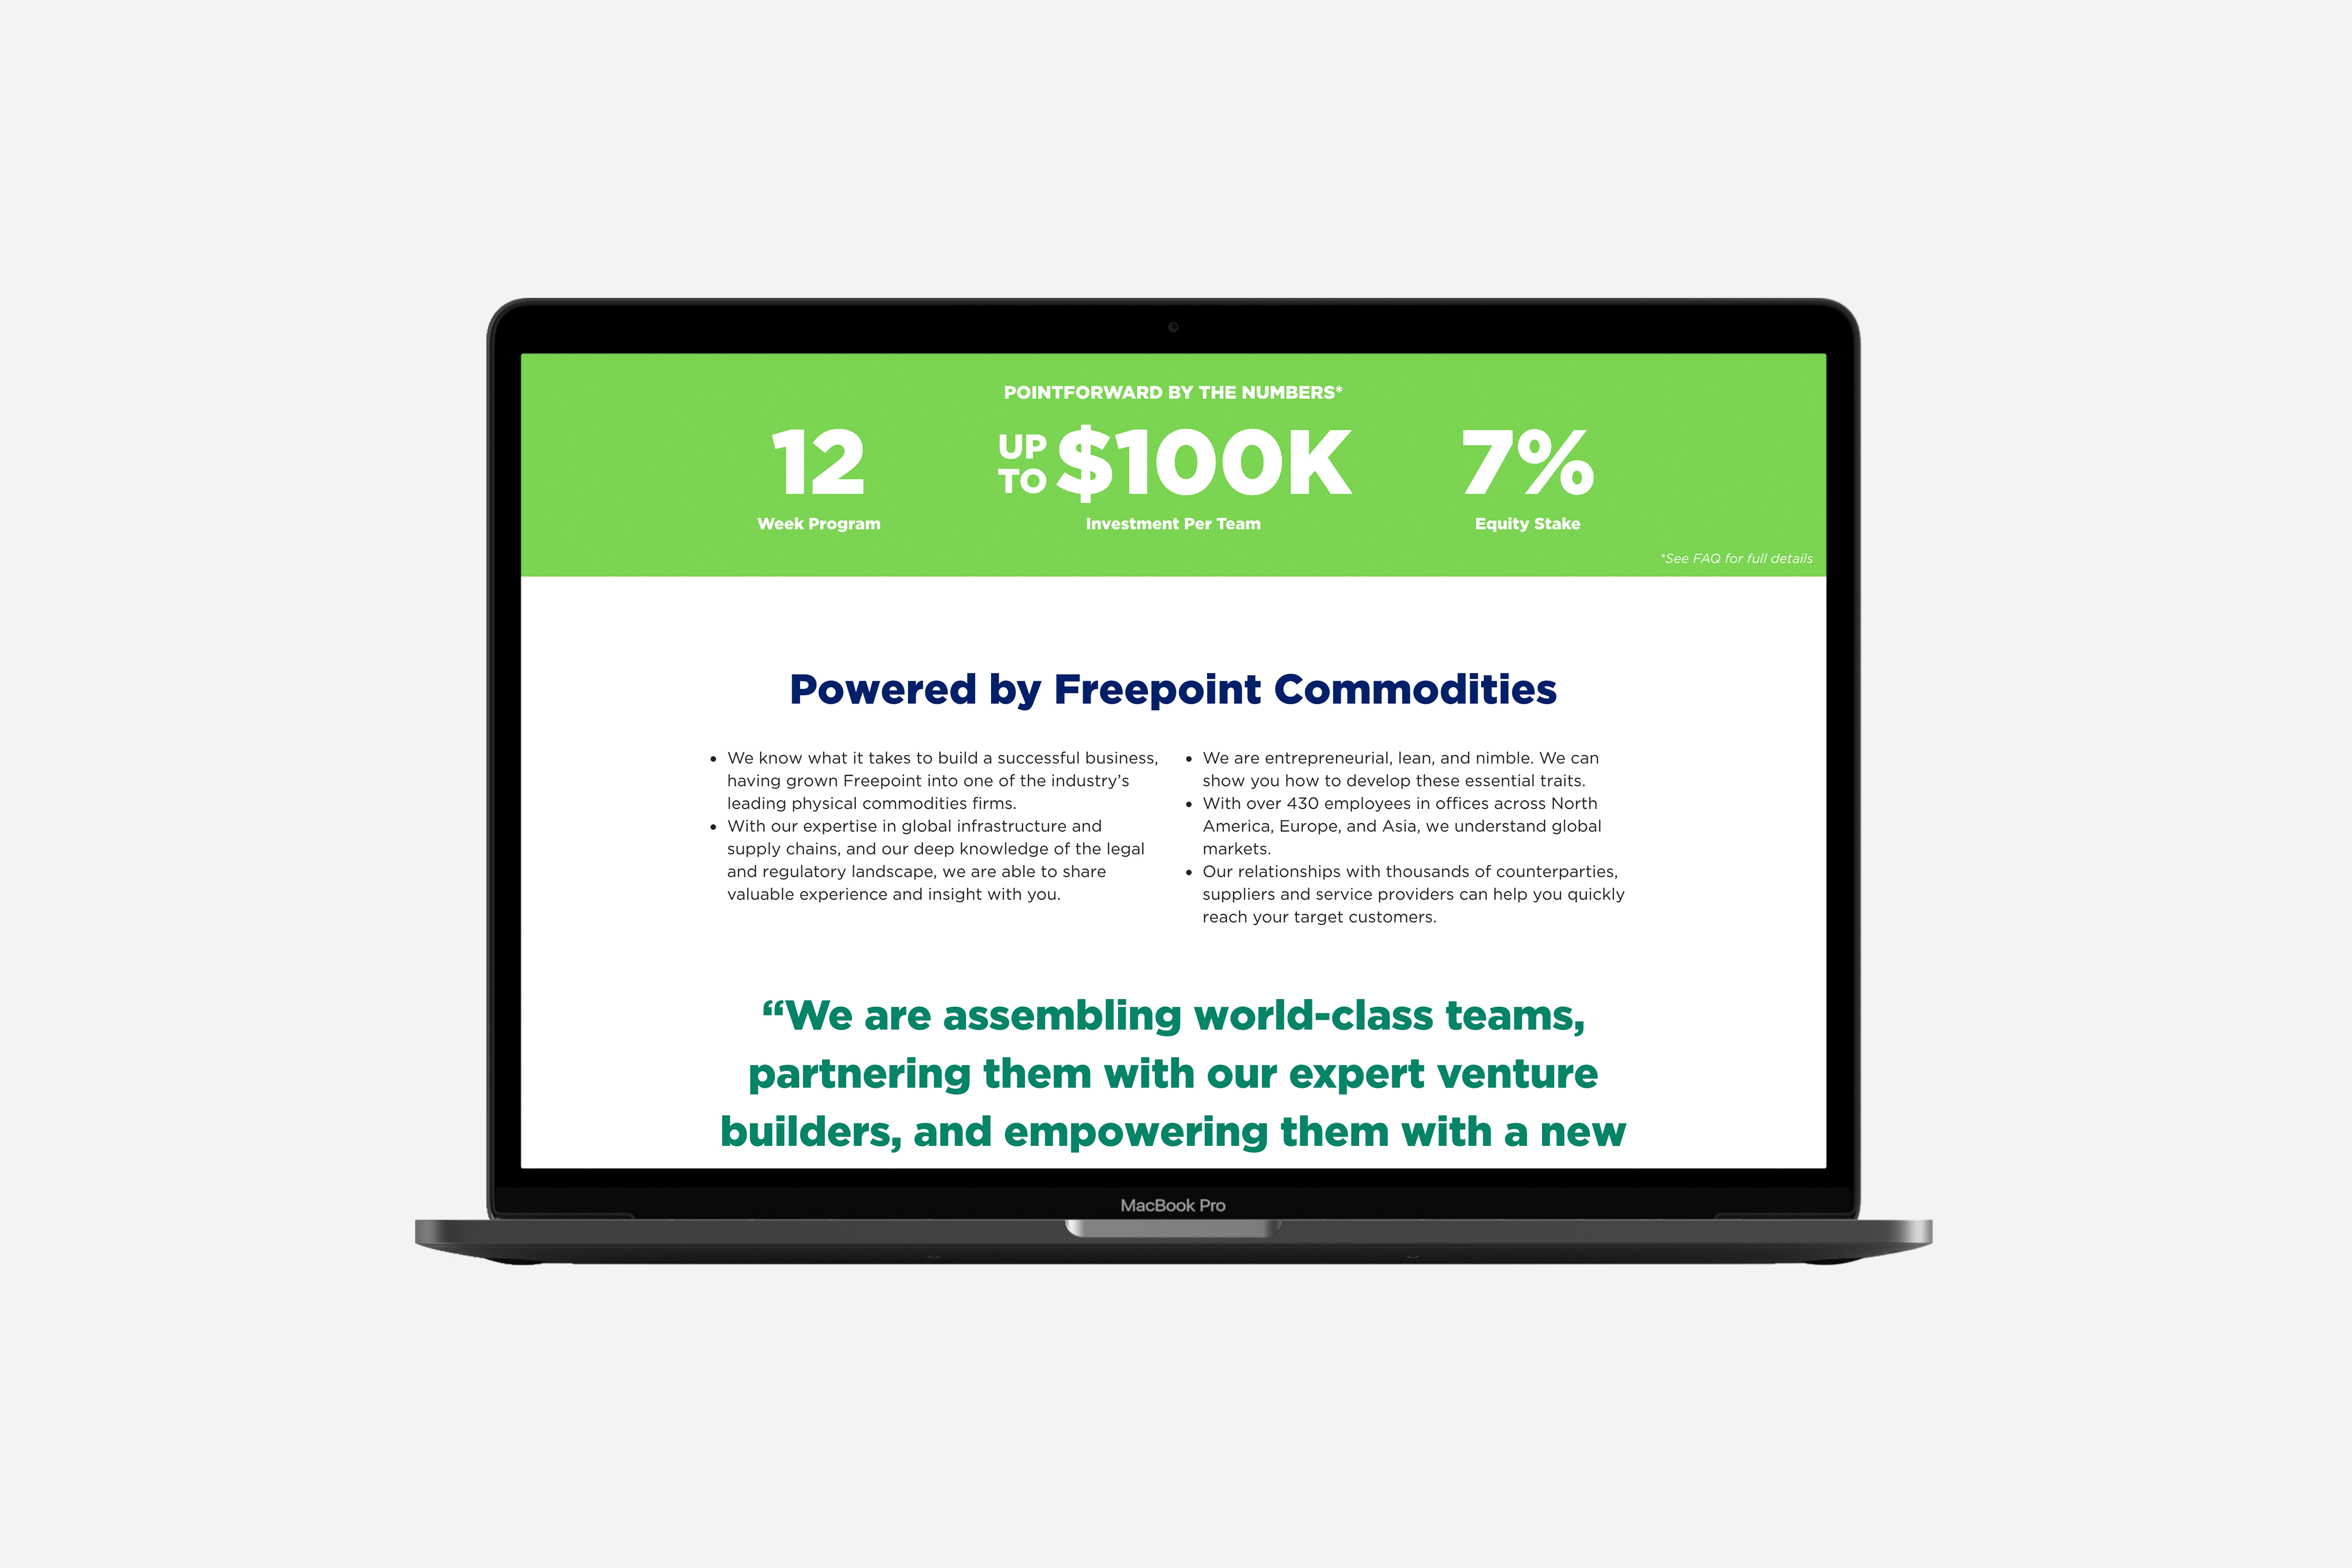 POINTFORWARD BY THE NUMBERS*
12
Week Program
UP TO $100K
Investment Per Team
7%
Equity Stake
*See FAQ for full details
Powered by Freepoint Commodities
• We know what it takes to build a successful business,
having grown Freepoint into one of the industry’s
leading physical commodities firms.
• With our expertise in global infrastructure and
supply chains, and our deep knowledge of the legal
and regulatory landscape, we are able to share
valuable experience and insight with you.
• We are entrepreneurial, lean, and nimble. We can
show you how to develop these essential traits.
• With over 430 employees in offices across North
America, Europe, and Asia, we understand global
markets.
• Our relationships with thousands of counterparties,
suppliers and service providers can help you quickly
reach your target customers.
“We are assembling world-class teams,
partnering them with our expert venture
builders, and empowering them with a new
MacBook Pro